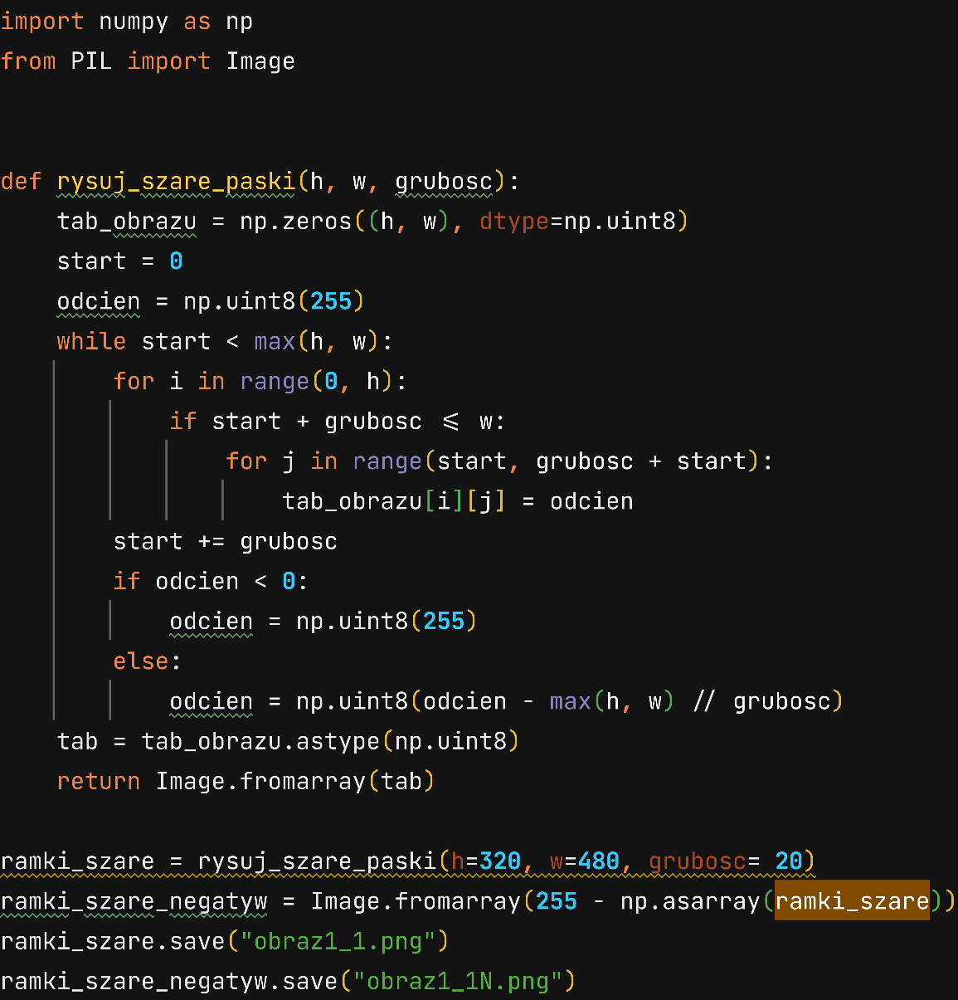 import numpy as np
from PIL import Image
def rysuj_szare_paski(h, w, grubosc):
    tab_obrazu = np.zeros((h, w), dtype=np.uint8)
    start = 0
    odcien = np.uint8(255)
    while start < max(h, w):
        for i in range(0, h):
            if start + grubosc <= w:
                for j in range(start, grubosc + start):
                    tab_obrazu[i][j] = odcien
        start += grubosc
        if odcien < 0:
            odcien = np.uint8(255)
        else:
            odcien = np.uint8(odcien - max(h, w) // grubosc)
    tab = tab_obrazu.astype(np.uint8)
    return Image.fromarray(tab)
ramki_szare = rysuj_szare_paski(h=320, w=480, grubosc= 20)
ramki_szare_negatyw = Image.fromarray(255 - np.asarray(ramki_szare))
ramki_szare.save("obraz1_1.png")
ramki_szare_negatyw.save("obraz1_1N.png")